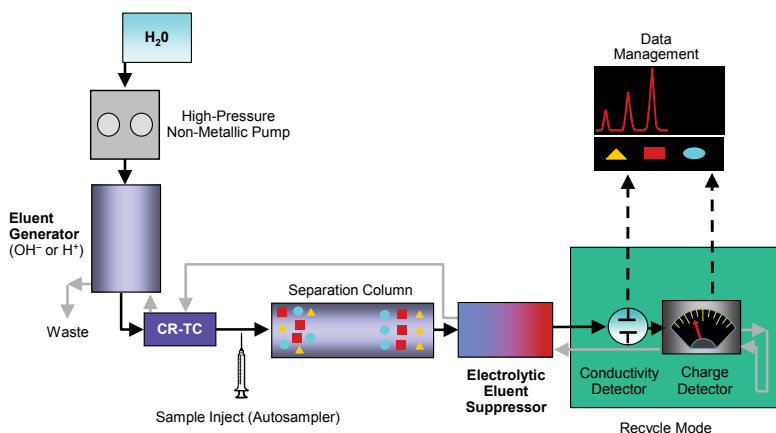 H₂0
High-Pressure
Non-Metallic Pump
Eluent
Generator
(OH⁻ or H⁺)
Waste
CR-TC
Sample Inject (Autosampler)
Separation Column
Electrolytic
Eluent
Suppressor
Data
Management
Conductivity
Detector
Charge
Detector
Recycle Mode